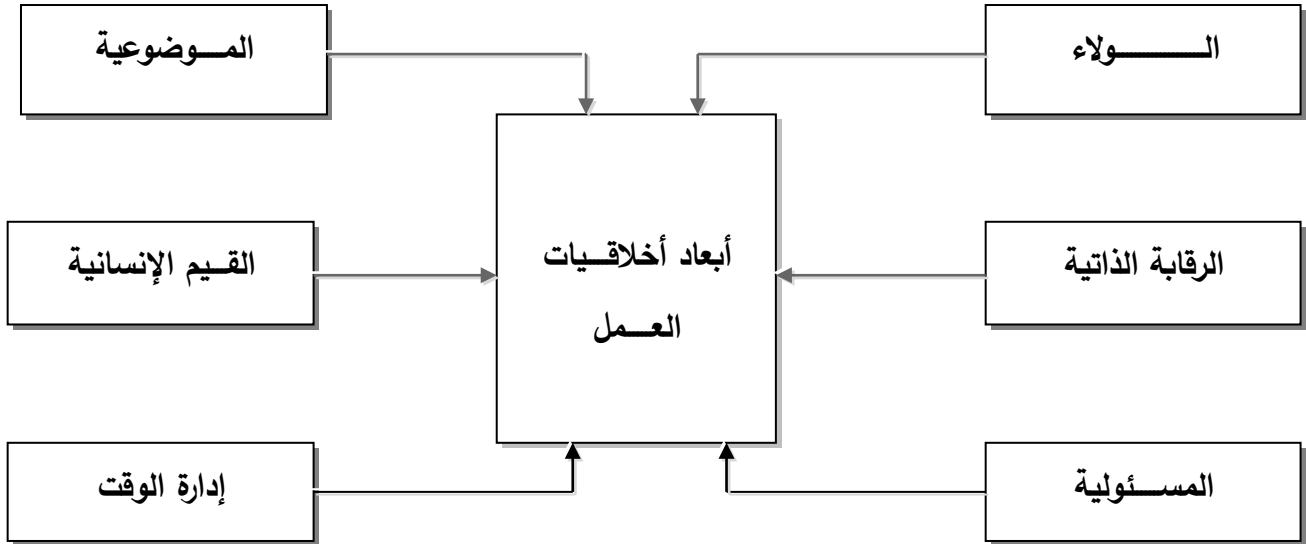 الولاء
الموضوعية
أبعاد أخلاقيات
العمل
الرقابة الذاتية
القيم الإنسانية
المسئولية
إدارة الوقت